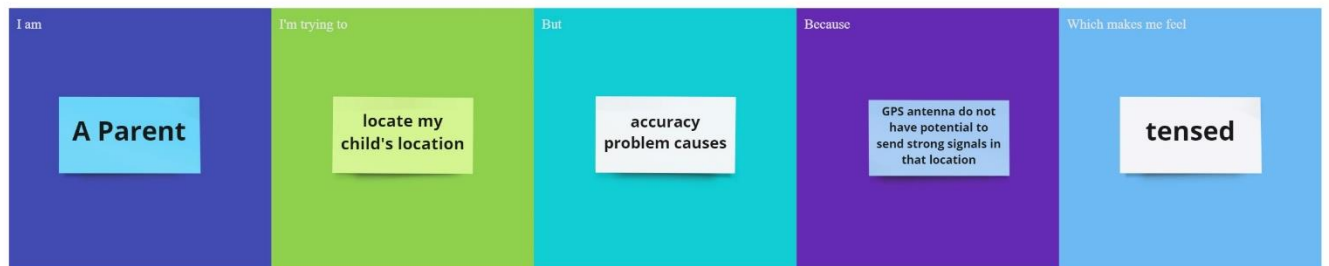 I am
A Parent
I'm trying to
locate my
child's location
But
accuracy
problem causes
Because
GPS antenna do not
have potential to
send strong signals in
that location
Which makes me feel
tensed